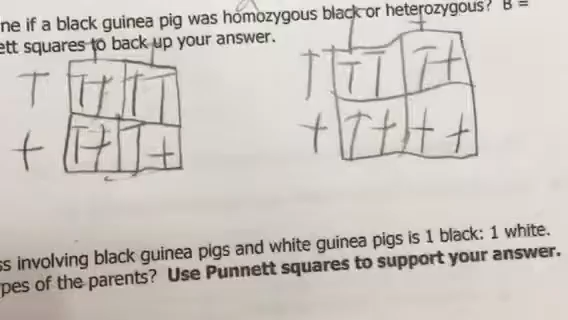 ne if a black guinea pig was homozygous black or heterozygous? B =
ett squares to back up your answer.
T Tt TT
t Tt Tt
T TT Tt
t Tt tt
ss involving black guinea pigs and white guinea pigs is 1 black: 1 white.
pes of the parents? Use Punnett squares to support your answer.